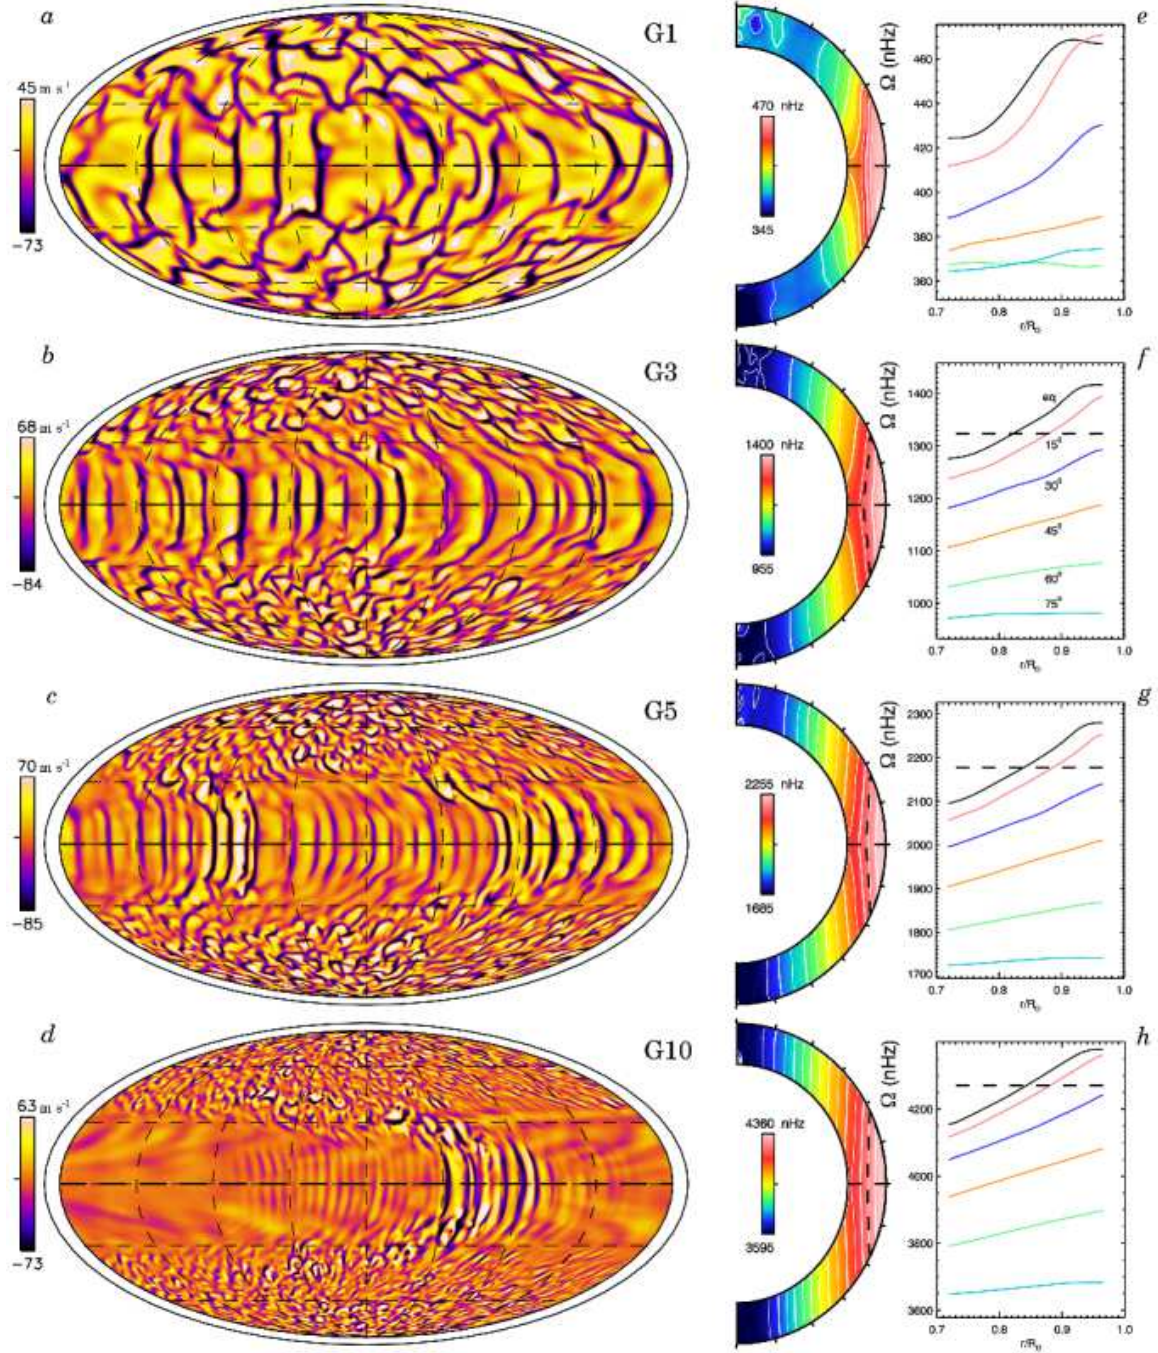 a
G1
e
45 m s⁻¹
-73
470 nHz
345
Ω (nHz)
460
440
420
400
380
360
0.7 0.8 0.9 1.0
r/R⊙
b
G3
f
68 m s⁻¹
-84
1400 nHz
955
Ω (nHz)
1400
1300
1200
1100
1000
eq
15°
30°
45°
60°
75°
0.7 0.8 0.9 1.0
r/R⊙
c
G5
g
70 m s⁻¹
-85
2255 nHz
1685
Ω (nHz)
2300
2200
2100
2000
1900
1800
1700
0.7 0.8 0.9 1.0
r/R⊙
d
G10
h
63 m s⁻¹
-73
4360 nHz
3595
Ω (nHz)
4200
4000
3800
3600
0.7 0.8 0.9 1.0
r/R⊙